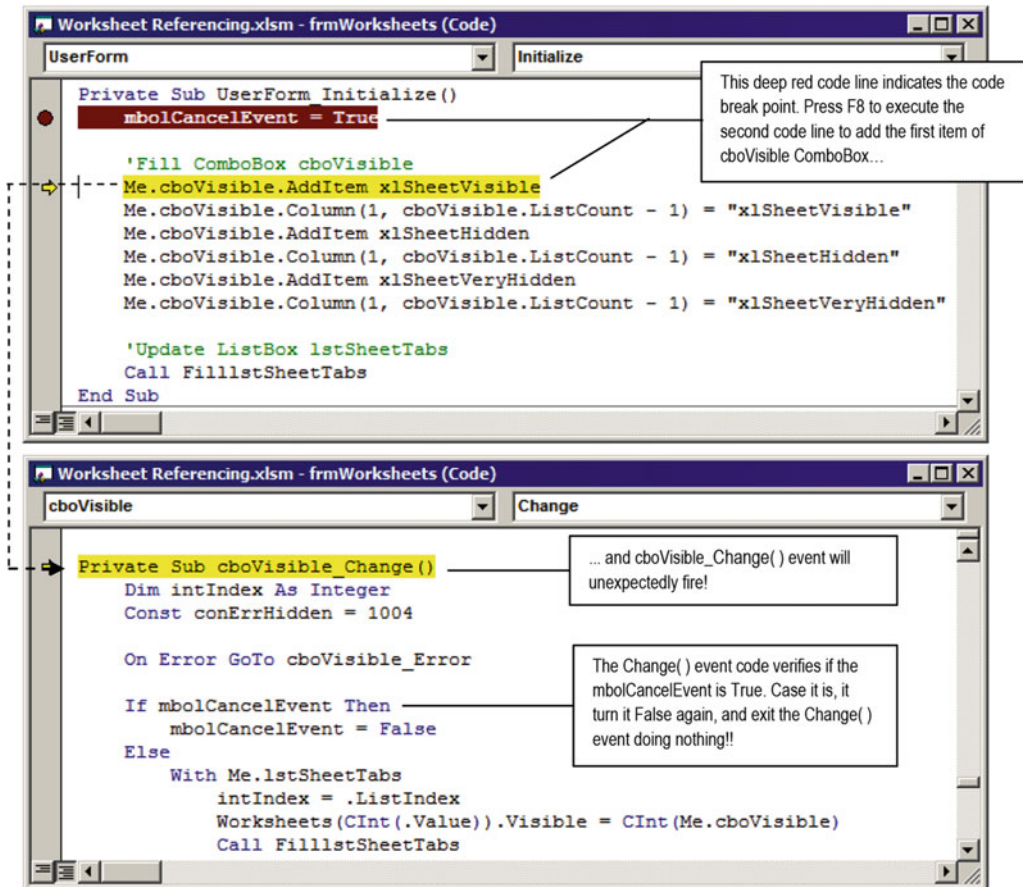 Worksheet Referencing.xlsm - frmWorksheets (Code)
UserForm
Initialize
Private Sub UserForm_Initialize()
mbolCancelEvent = True
'Fill ComboBox cboVisible
Me.cboVisible.AddItem xlSheetVisible
Me.cboVisible.Column(1, cboVisible.ListCount - 1) = "xlSheetVisible"
Me.cboVisible.AddItem xlSheetHidden
Me.cboVisible.Column(1, cboVisible.ListCount - 1) = "xlSheetHidden"
Me.cboVisible.AddItem xlSheetVeryHidden
Me.cboVisible.Column(1, cboVisible.ListCount - 1) = "xlSheetVeryHidden"
'Update ListBox lstSheetTabs
Call FilllstSheetTabs
End Sub
This deep red code line indicates the code
break point. Press F8 to execute the
second code line to add the first item of
cboVisible ComboBox...
Worksheet Referencing.xlsm - frmWorksheets (Code)
cboVisible
Change
Private Sub cboVisible_Change()
Dim intIndex As Integer
Const conErrHidden = 1004
On Error GoTo cboVisible_Error
If mbolCancelEvent Then
mbolCancelEvent = False
Else
With Me.lstSheetTabs
intIndex = .ListIndex
Worksheets(CInt(.Value)).Visible = CInt(Me.cboVisible)
Call FilllstSheetTabs
... and cboVisible_Change( ) event will
unexpectedly fire!
The Change( ) event code verifies if the
mbolCancelEvent is True. Case it is, it
turn it False again, and exit the Change( )
event doing nothing!!